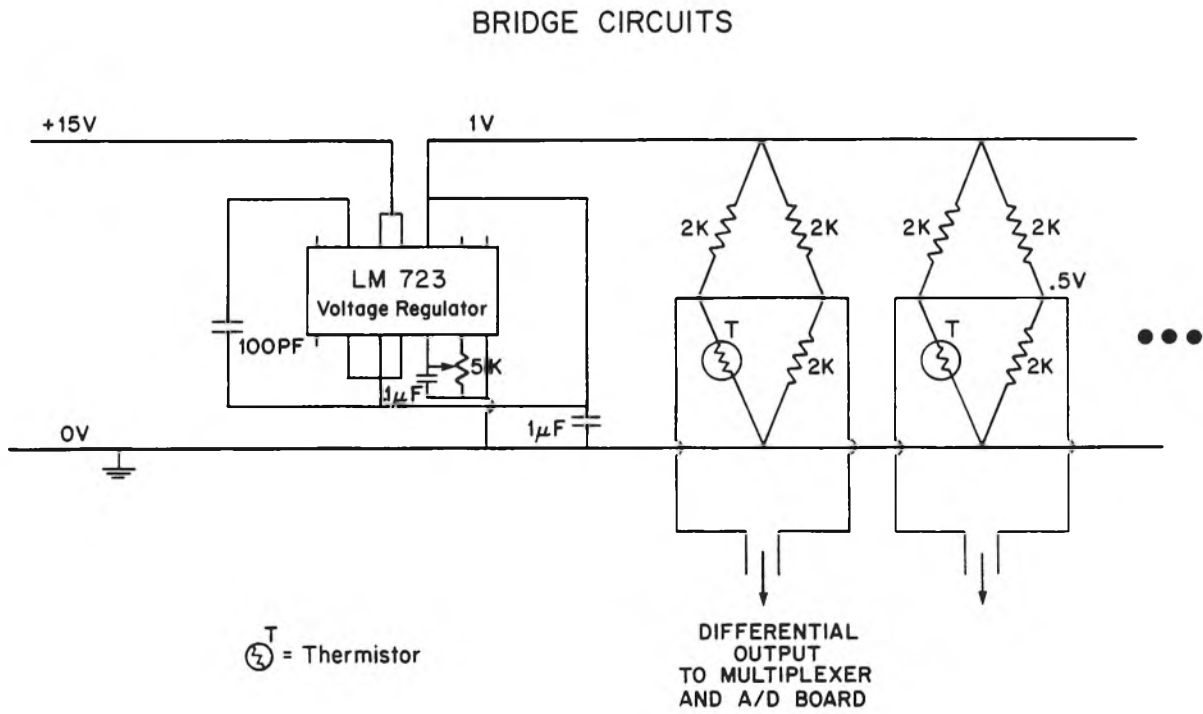 BRIDGE CIRCUITS
+15V
1V
2K
2K
2K
2K
LM 723
Voltage Regulator
.5V
100PF
T
T
5K
2K
2K
.1µF
1µF
0V
T
= Thermistor
DIFFERENTIAL
OUTPUT
TO MULTIPLEXER
AND A/D BOARD